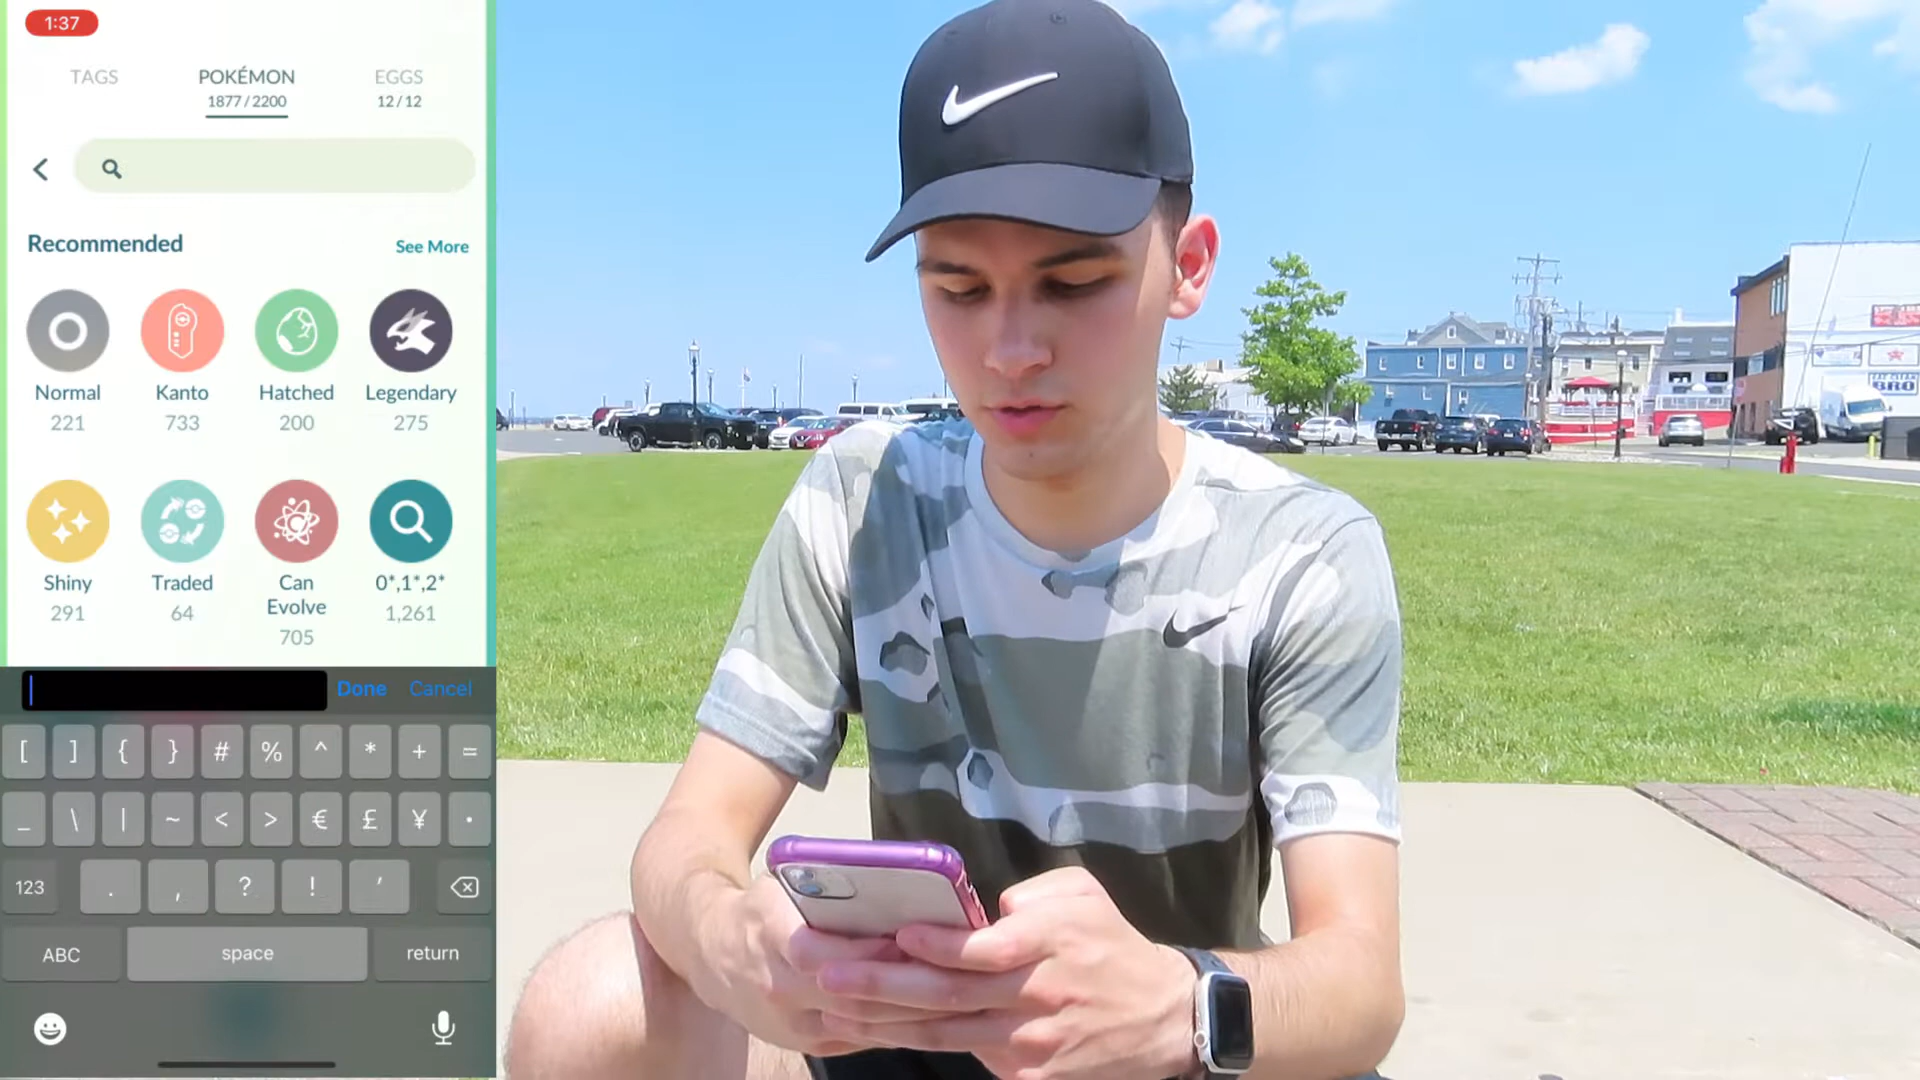 1:37
TAGS
POKÉMON
EGGS
1877 / 2200
12 / 12
Recommended
See More
Normal
Kanto
Hatched
Legendary
221
733
200
275
Shiny
Traded
Can
Evolve
0*,1*,2*
291
64
705
1,261
Done
Cancel
[ ] { } # % ^ * + =
_ \ | ~ < > € £ ¥ •
123 . , ? ! '
ABC
space
return
BRO